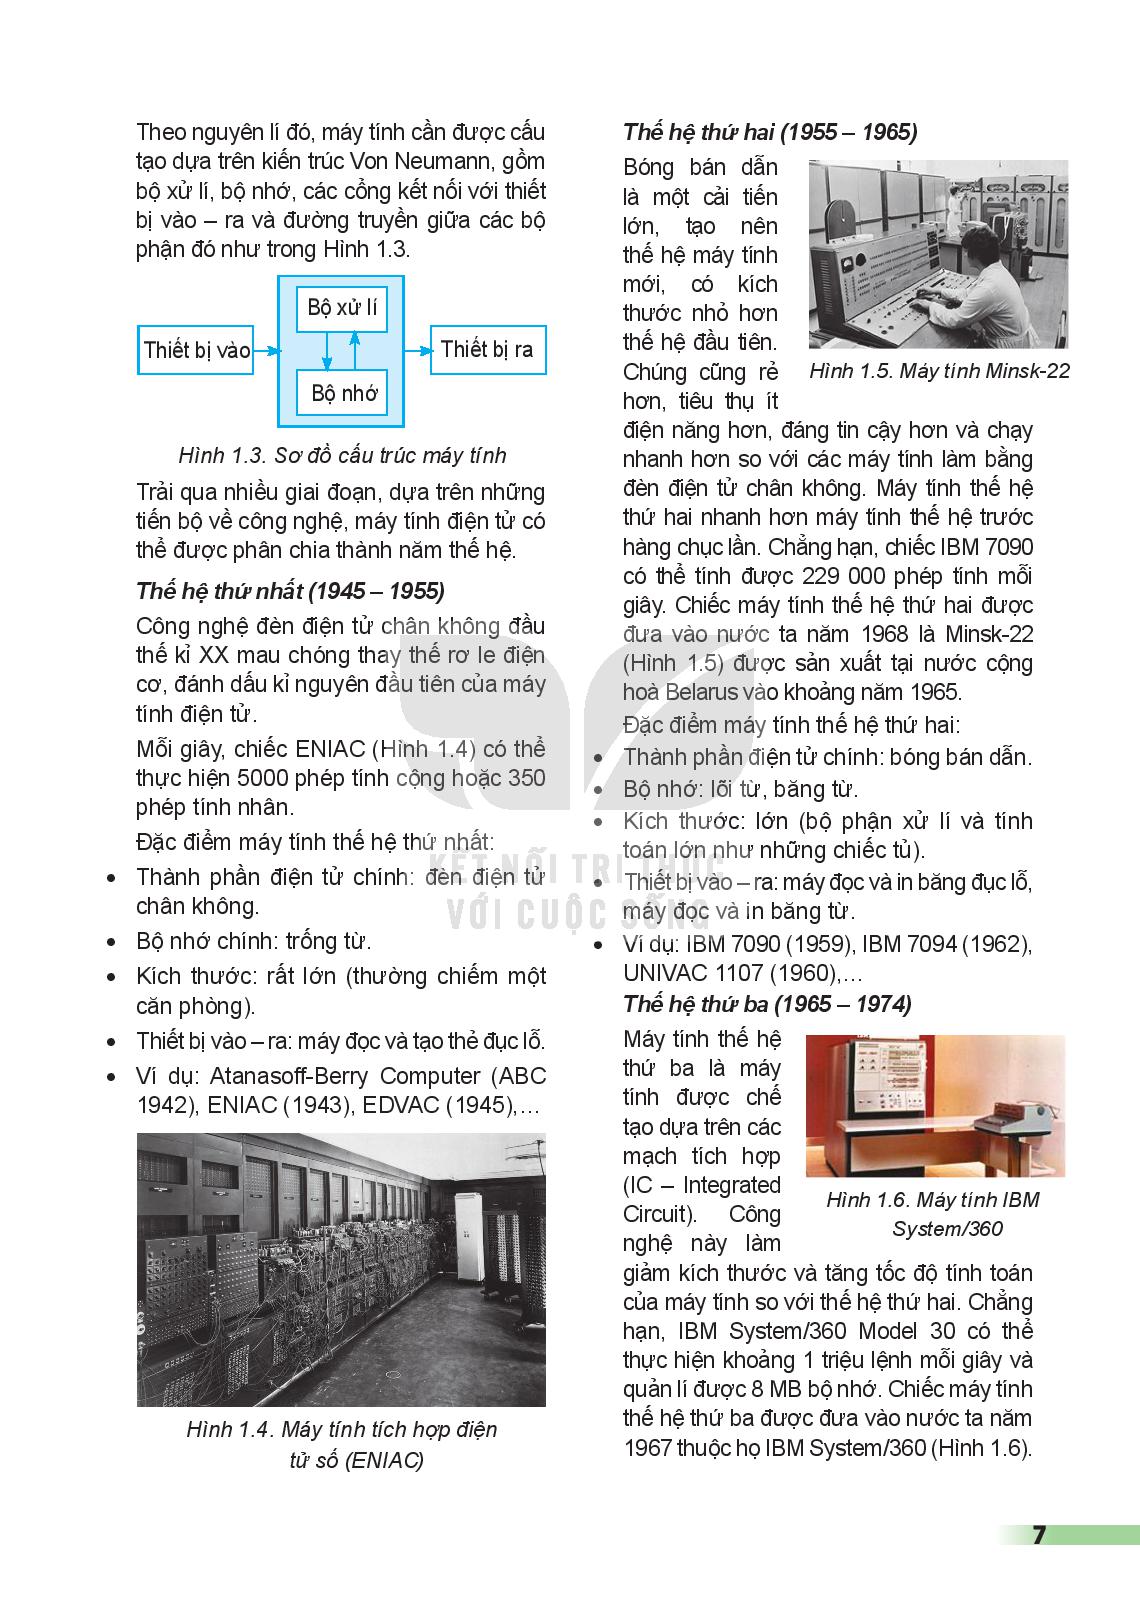 Theo nguyên lí đó, máy tính cần được cấu
tạo dựa trên kiến trúc Von Neumann, gồm
bộ xử lí, bộ nhớ, các cổng kết nối với thiết
bị vào – ra và đường truyền giữa các bộ
phận đó như trong Hình 1.3.
Bộ xử lí
Thiết bị vào
Thiết bị ra
Bộ nhớ
Hình 1.3. Sơ đồ cấu trúc máy tính
Trải qua nhiều giai đoạn, dựa trên những
tiến bộ về công nghệ, máy tính điện tử có
thể được phân chia thành năm thế hệ.
Thế hệ thứ nhất (1945 – 1955)
Công nghệ đèn điện tử chân không đầu
thế kỉ XX mau chóng thay thế rơ le điện
cơ, đánh dấu kỉ nguyên đầu tiên của máy
tính điện tử.
Mỗi giây, chiếc ENIAC (Hình 1.4) có thể
thực hiện 5000 phép tính cộng hoặc 350
phép tính nhân.
Đặc điểm máy tính thế hệ thứ nhất:
• Thành phần điện tử chính: đèn điện tử
chân không.
• Bộ nhớ chính: trống từ.
• Kích thước: rất lớn (thường chiếm một
căn phòng).
• Thiết bị vào – ra: máy đọc và tạo thẻ đục lỗ.
• Ví dụ: Atanasoff-Berry Computer (ABC
1942), ENIAC (1943), EDVAC (1945),…
Hình 1.4. Máy tính tích hợp điện
tử số (ENIAC)
Thế hệ thứ hai (1955 – 1965)
Bóng bán dẫn
là một cải tiến
lớn, tạo nên
thế hệ máy tính
mới, có kích
thước nhỏ hơn
thế hệ đầu tiên.
Chúng cũng rẻ
hơn, tiêu thụ ít
Hình 1.5. Máy tính Minsk-22
điện năng hơn, đáng tin cậy hơn và chạy
nhanh hơn so với các máy tính làm bằng
đèn điện tử chân không. Máy tính thế hệ
thứ hai nhanh hơn máy tính thế hệ trước
hàng chục lần. Chẳng hạn, chiếc IBM 7090
có thể tính được 229 000 phép tính mỗi
giây. Chiếc máy tính thế hệ thứ hai được
đưa vào nước ta năm 1968 là Minsk-22
(Hình 1.5) được sản xuất tại nước cộng
hoà Belarus vào khoảng năm 1965.
Đặc điểm máy tính thế hệ thứ hai:
• Thành phần điện tử chính: bóng bán dẫn.
• Bộ nhớ: lõi từ, băng từ.
• Kích thước: lớn (bộ phận xử lí và tính
toán lớn như những chiếc tủ).
• Thiết bị vào – ra: máy đọc và in băng đục lỗ,
máy đọc và in băng từ.
• Ví dụ: IBM 7090 (1959), IBM 7094 (1962),
UNIVAC 1107 (1960),…
Thế hệ thứ ba (1965 – 1974)
Máy tính thế hệ
thứ ba là máy
tính được chế
tạo dựa trên các
mạch tích hợp
(IC – Integrated
Circuit). Công
nghệ này làm
Hình 1.6. Máy tính IBM
System/360
giảm kích thước và tăng tốc độ tính toán
của máy tính so với thế hệ thứ hai. Chẳng
hạn, IBM System/360 Model 30 có thể
thực hiện khoảng 1 triệu lệnh mỗi giây và
quản lí được 8 MB bộ nhớ. Chiếc máy tính
thế hệ thứ ba được đưa vào nước ta năm
1967 thuộc họ IBM System/360 (Hình 1.6).
KẾT NỐI TRI THỨC
VỚI CUỘC SỐNG
7